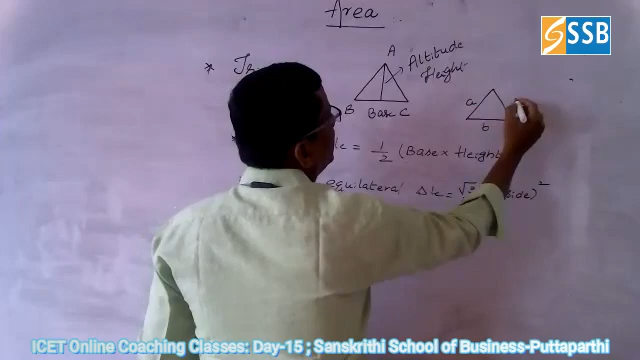 Area
SSB
A
* Altitude
Height
B Base C
a
b
le = 1/2 (Base × Height
equilateral Δle = √3 side)²
ICET Online Coaching Classes: Day-15 ; Sanskrithi School of Business-Puttaparthi